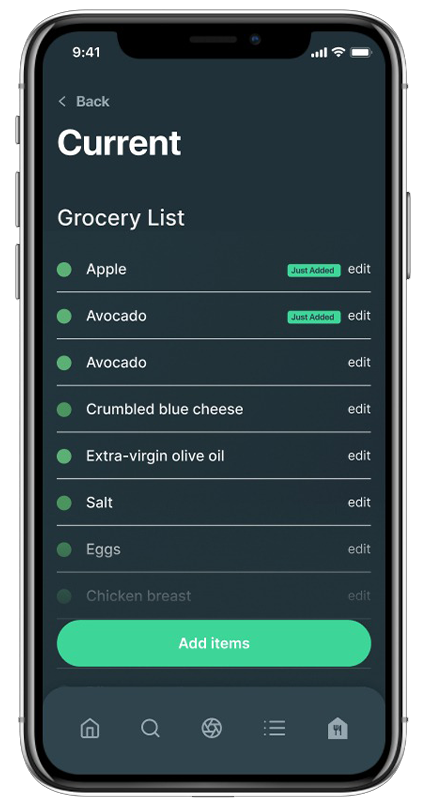 9:41
Back
Current
Grocery List
Apple Just Added edit
Avocado Just Added edit
Avocado edit
Crumbled blue cheese edit
Extra-virgin olive oil edit
Salt edit
Eggs edit
Chicken breast edit
Add items